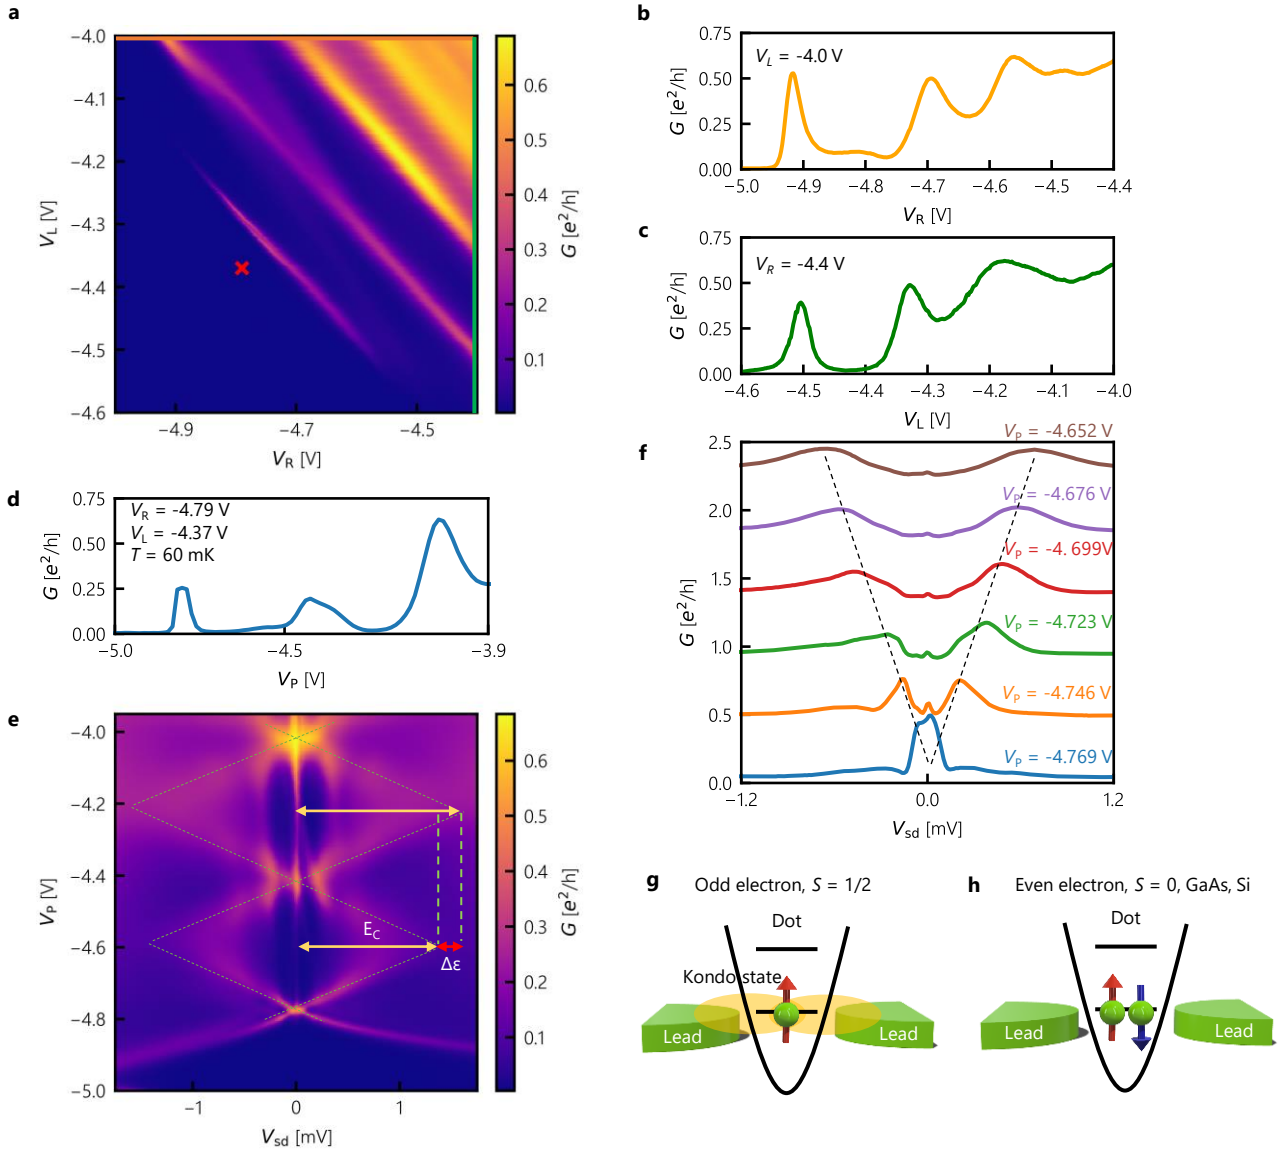 a
−4.0
−4.1
−4.2
−4.3
−4.4
−4.5
−4.6
V_L [V]
−4.9
−4.7
−4.5
V_R [V]
0.6
0.5
0.4
0.3
0.2
0.1
G [e²/h]
b
V_L = -4.0 V
0.75
0.50
0.25
0.00
G [e²/h]
−5.0
−4.9
−4.8
−4.7
−4.6
−4.5
−4.4
V_R [V]
c
V_R = -4.4 V
0.75
0.50
0.25
0.00
G [e²/h]
−4.6
−4.5
−4.4
−4.3
−4.2
−4.1
−4.0
V_L [V]
d
V_R = -4.79 V
V_L = -4.37 V
T = 60 mK
0.75
0.50
0.25
0.00
G [e²/h]
−5.0
−4.5
−3.9
V_P [V]
e
−4.0
−4.2
−4.4
−4.6
−4.8
−5.0
V_P [V]
E_C
Δε
−1
0
1
V_sd [mV]
0.6
0.5
0.4
0.3
0.2
0.1
G [e²/h]
f
V_P = -4.652 V
V_P = -4.676 V
V_P = -4. 699V
V_P = -4.723 V
V_P = -4.746 V
V_P = -4.769 V
2.5
2.0
1.5
1.0
0.5
0.0
G [e²/h]
−1.2
0.0
1.2
V_sd [mV]
g
Odd electron, S = 1/2
Dot
Kondo state
Lead
Lead
h
Even electron, S = 0, GaAs, Si
Dot
Lead
Lead